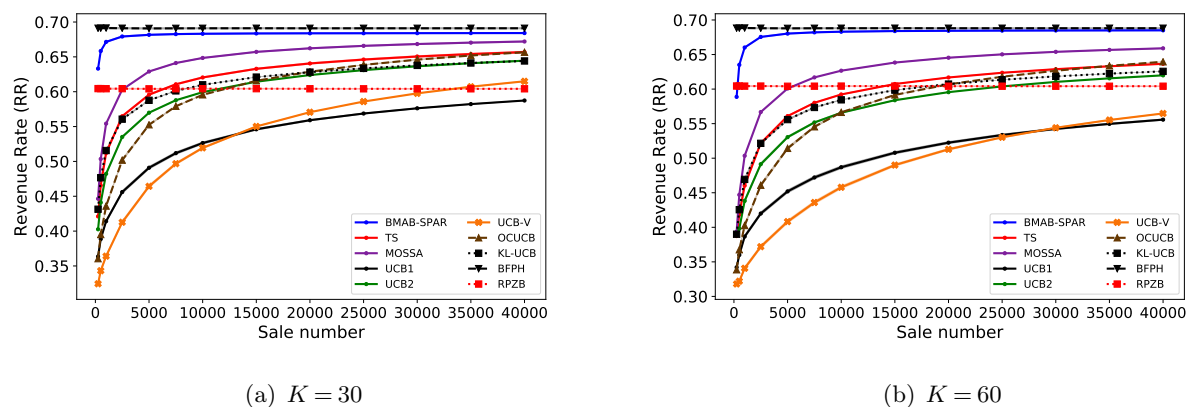 0.70
0.65
0.60
0.55
0.50
0.45
0.40
0.35
Revenue Rate (RR)
0 5000 10000 15000 20000 25000 30000 35000 40000
Sale number
BMAB-SPAR
TS
MOSSA
UCB1
UCB2
UCB-V
OCUCB
KL-UCB
BFPH
RPZB
(a) K = 30
0.70
0.65
0.60
0.55
0.50
0.45
0.40
0.35
0.30
Revenue Rate (RR)
0 5000 10000 15000 20000 25000 30000 35000 40000
Sale number
BMAB-SPAR
TS
MOSSA
UCB1
UCB2
UCB-V
OCUCB
KL-UCB
BFPH
RPZB
(b) K = 60